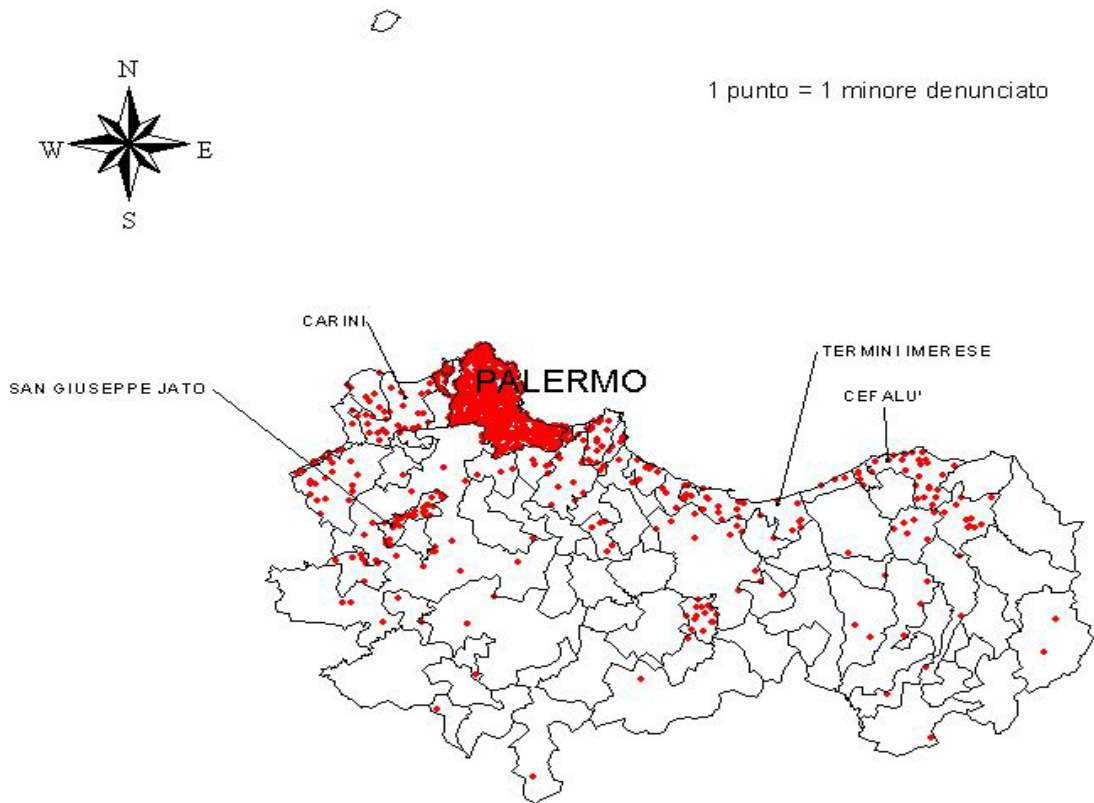 N
1 punto = 1 minore denunciato
W
E
S
CARINI
TERMINI IMERESE
PALERMO
SAN GIUSEPPE JATO
CEFALU'